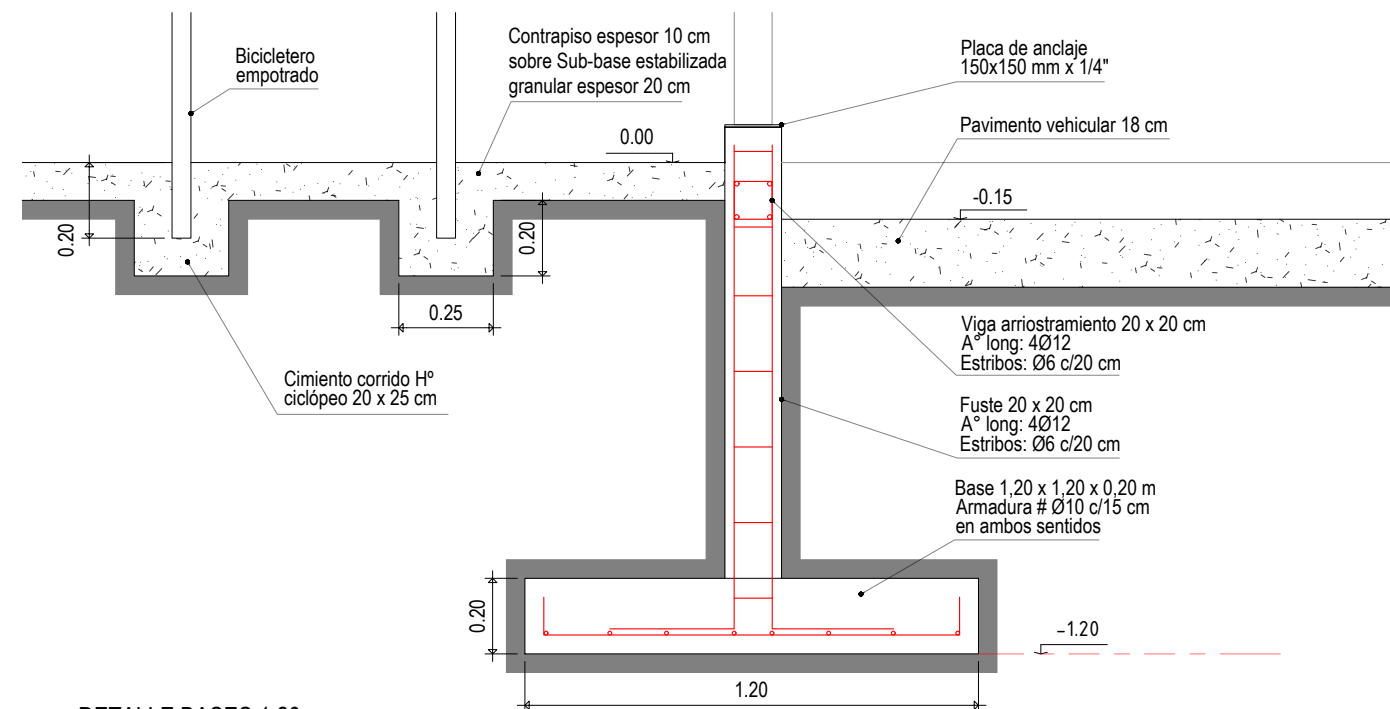 Bicicletero
empotrado
Contrapiso espesor 10 cm
sobre Sub-base estabilizada
granular espesor 20 cm
Placa de anclaje
150x150 mm x 1/4"
Pavimento vehicular 18 cm
0.00
-0.15
0.20
0.20
0.25
Cimiento corrido Hº
ciclópeo 20 x 25 cm
Viga arriostramiento 20 x 20 cm
A° long: 4Ø12
Estribos: Ø6 c/20 cm
Fuste 20 x 20 cm
A° long: 4Ø12
Estribos: Ø6 c/20 cm
Base 1,20 x 1,20 x 0,20 m
Armadura # Ø10 c/15 cm
en ambos sentidos
0.20
−1.20
1.20